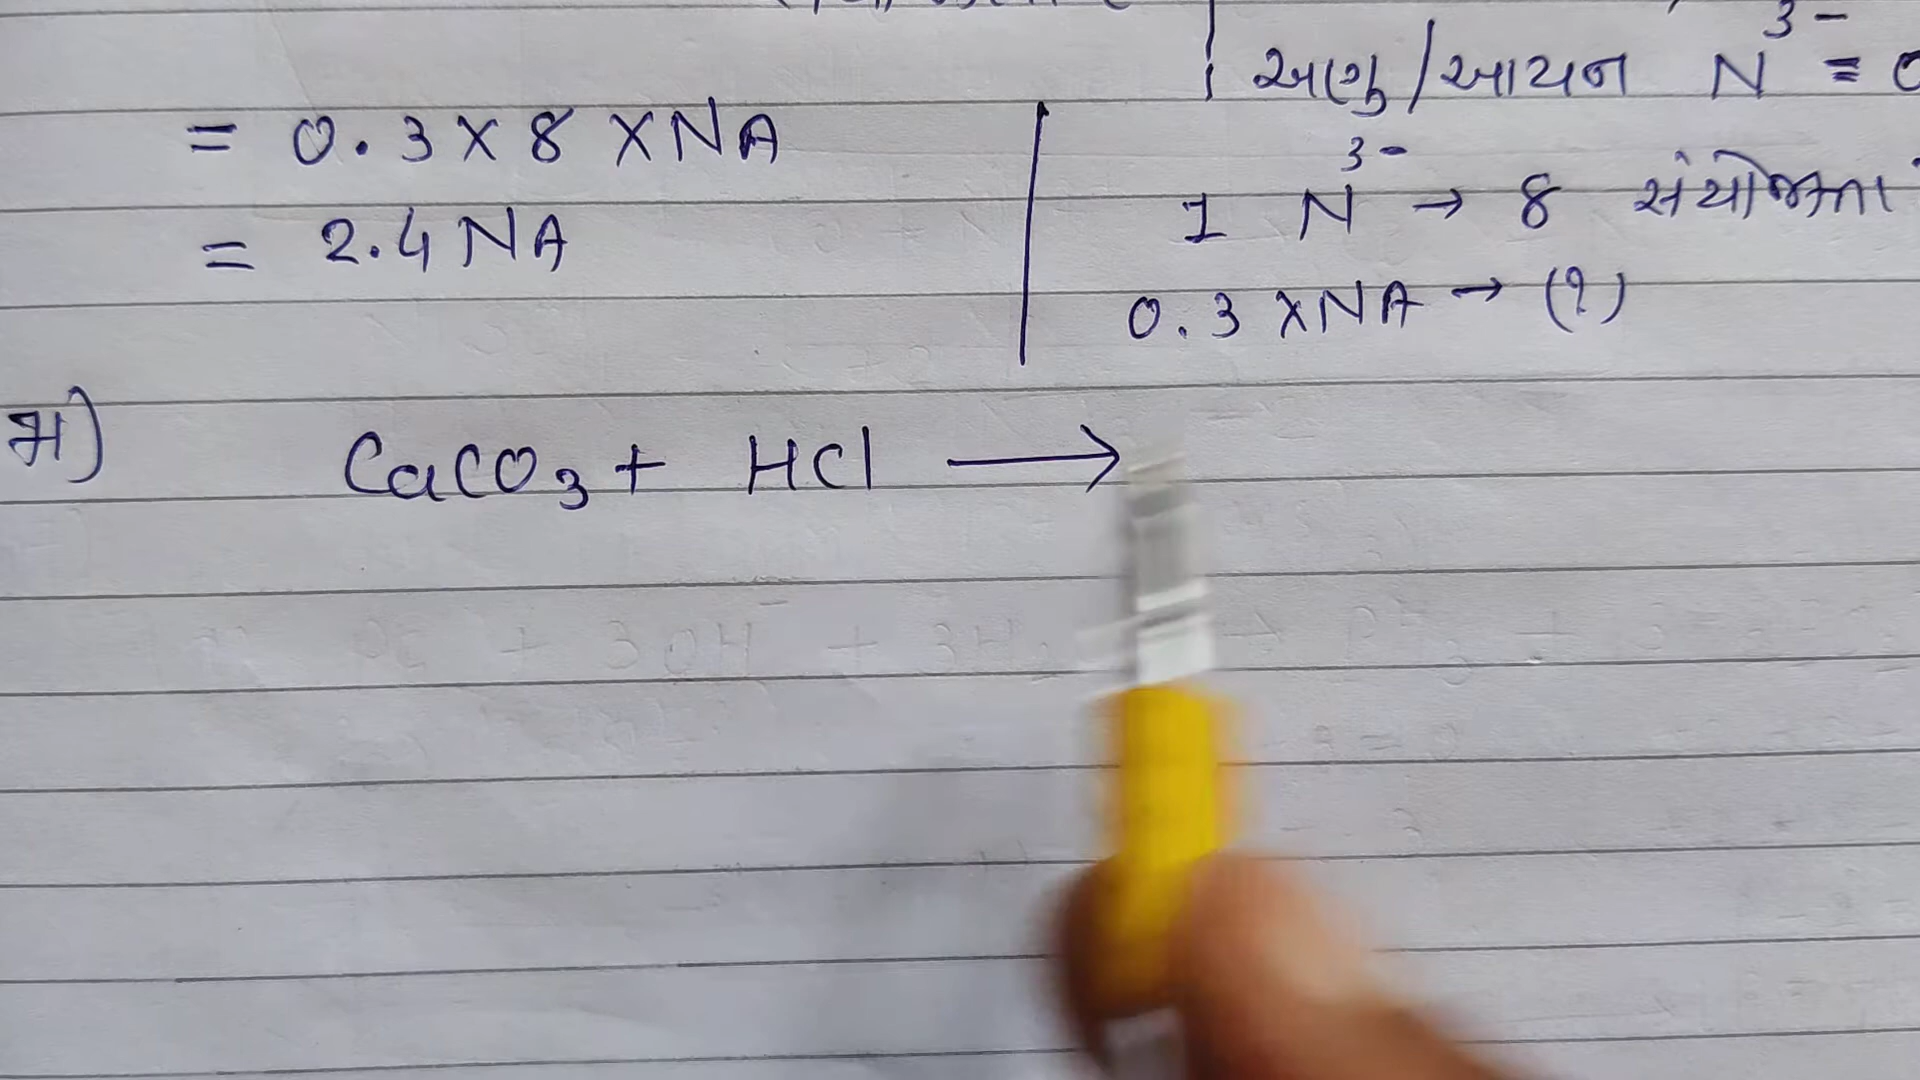 અણુ/આયન N³⁻ =
= 0.3 X 8 X NA
1 N³⁻ → 8 સંયોજકતા
= 2.4 NA
0.3 X NA → (?)
મ) CaCO₃ + HCl →